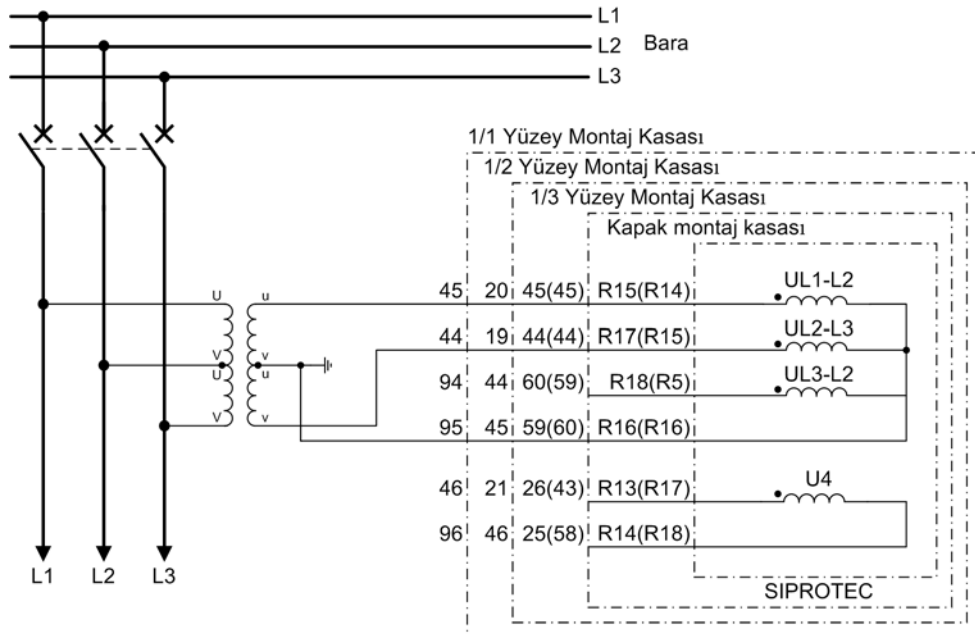 L1
L2 Bara
L3
1/1 Yüzey Montaj Kasası
1/2 Yüzey Montaj Kasası
1/3 Yüzey Montaj Kasası
Kapak montaj kasası
U u 45 20 45(45) R15(R14) UL1-L2
44 19 44(44) R17(R15) UL2-L3
V v
U u
94 44 60(59) R18(R5) UL3-L2
V v 95 45 59(60) R16(R16)
46 21 26(43) R13(R17) U4
96 46 25(58) R14(R18)
L1 L2 L3
SIPROTEC